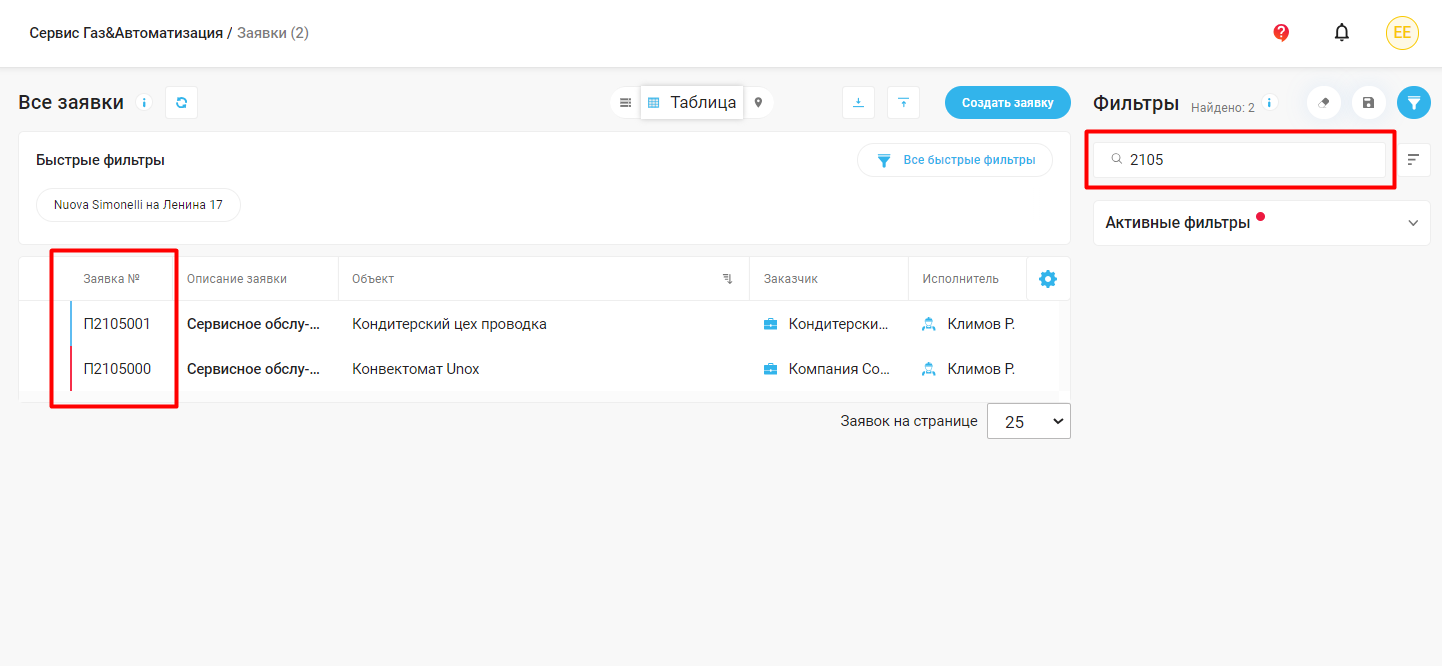 Сервис Газ&Автоматизация / Заявки (2)
EE
Все заявки
Таблица
Создать заявку
Быстрые фильтры
Все быстрые фильтры
Nuova Simonelli на Ленина 17
Заявка № Описание заявки Объект Заказчик Исполнитель
П2105001 Сервисное обслу-... Кондитерский цех проводка Кондитерски... Климов Р.
П2105000 Сервисное обслу-... Конвектомат Unox Компания Со... Климов Р.
Заявок на странице 25
Фильтры Найдено: 2
2105
Активные фильтры